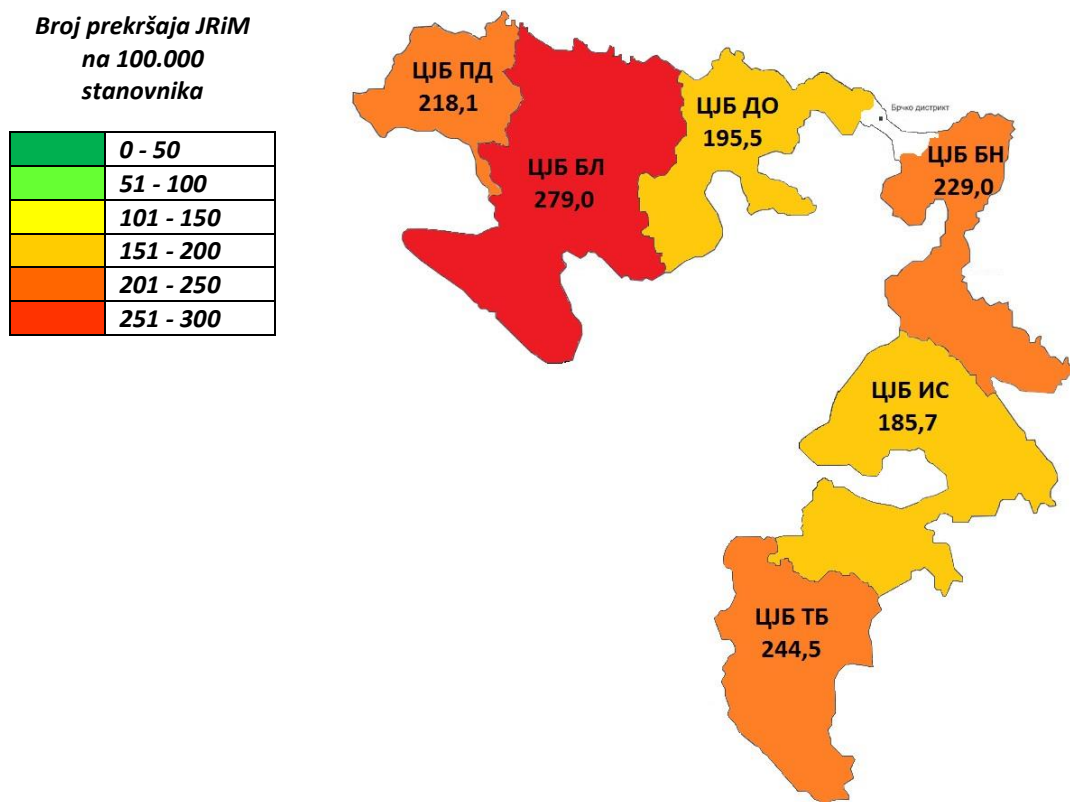 Broj prekršaja JRiM
na 100.000
stanovnika
0 - 50
51 - 100
101 - 150
151 - 200
201 - 250
251 - 300
ЦЈБ ПД
218,1
ЦЈБ ДО
195,5
Брчко дистрикт
ЦЈБ БЛ
279,0
ЦЈБ БН
229,0
ЦЈБ ИС
185,7
ЦЈБ ТБ
244,5